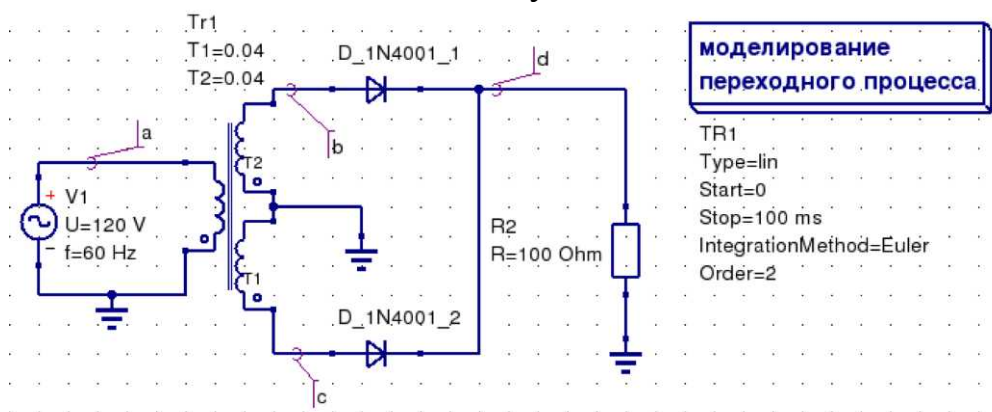 Tr1
T1=0.04
T2=0.04
D_1N4001_1
d
a
b
T2
V1
U=120 V
f=60 Hz
R2
R=100 Ohm
T1
D_1N4001_2
c
моделирование
переходного процесса
TR1
Type=lin
Start=0
Stop=100 ms
IntegrationMethod=Euler
Order=2